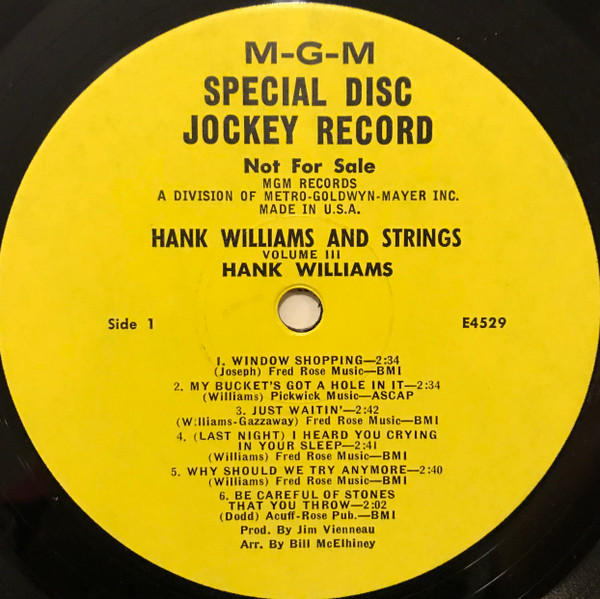 M-G-M
SPECIAL DISC
JOCKEY RECORD
Not For Sale
MGM RECORDS
A DIVISION OF METRO-GOLDWYN-MAYER INC.
MADE IN U.S.A.
HANK WILLIAMS AND STRINGS
VOLUME III
HANK WILLIAMS
Side 1
E4529
1. WINDOW SHOPPING—2:34
(Joseph) Fred Rose Music—BMI
2. MY BUCKET'S GOT A HOLE IN IT—2:34
(Williams) Pickwick Music—ASCAP
3. JUST WAITIN'—2:42
(Williams-Gazzaway) Fred Rose Music—BMI
4. (LAST NIGHT) I HEARD YOU CRYING
IN YOUR SLEEP—2:41
(Williams) Fred Rose Music—BMI
5. WHY SHOULD WE TRY ANYMORE—2:40
(Williams) Fred Rose Music—BMI
6. BE CAREFUL OF STONES
THAT YOU THROW—2:02
(Dodd) Acuff-Rose Pub.—BMI
Prod. By Jim Vienneau
Arr. By Bill McElhiney